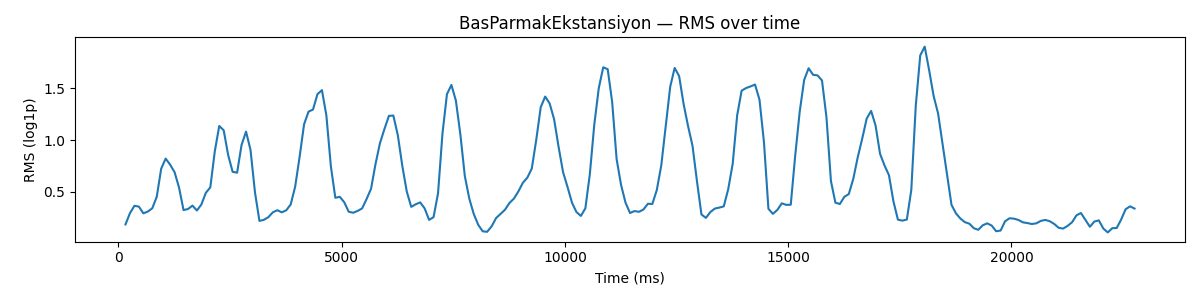 BasParmakEkstansiyon — RMS over time
RMS (log1p)
1.5
1.0
0.5
0 5000 10000 15000 20000
Time (ms)